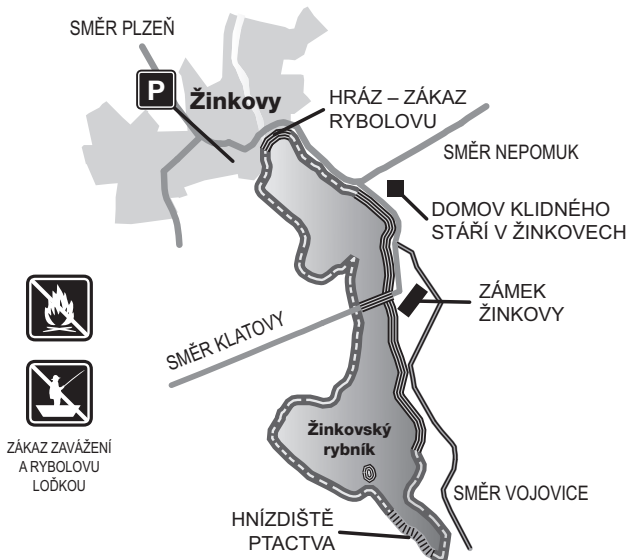 SMĚR PLZEŇ
P
Žinkovy
HRÁZ – ZÁKAZ
RYBOLOVU
SMĚR NEPOMUK
DOMOV KLIDNÉHO
STÁŘÍ V ŽINKOVECH
ZÁMEK
ŽINKOVY
SMĚR KLATOVY
Žinkovský
rybník
ZÁKAZ ZAVÁŽENÍ
A RYBOLOVU
LOĎKOU
SMĚR VOJOVICE
HNÍZDIŠTĚ
PTACTVA